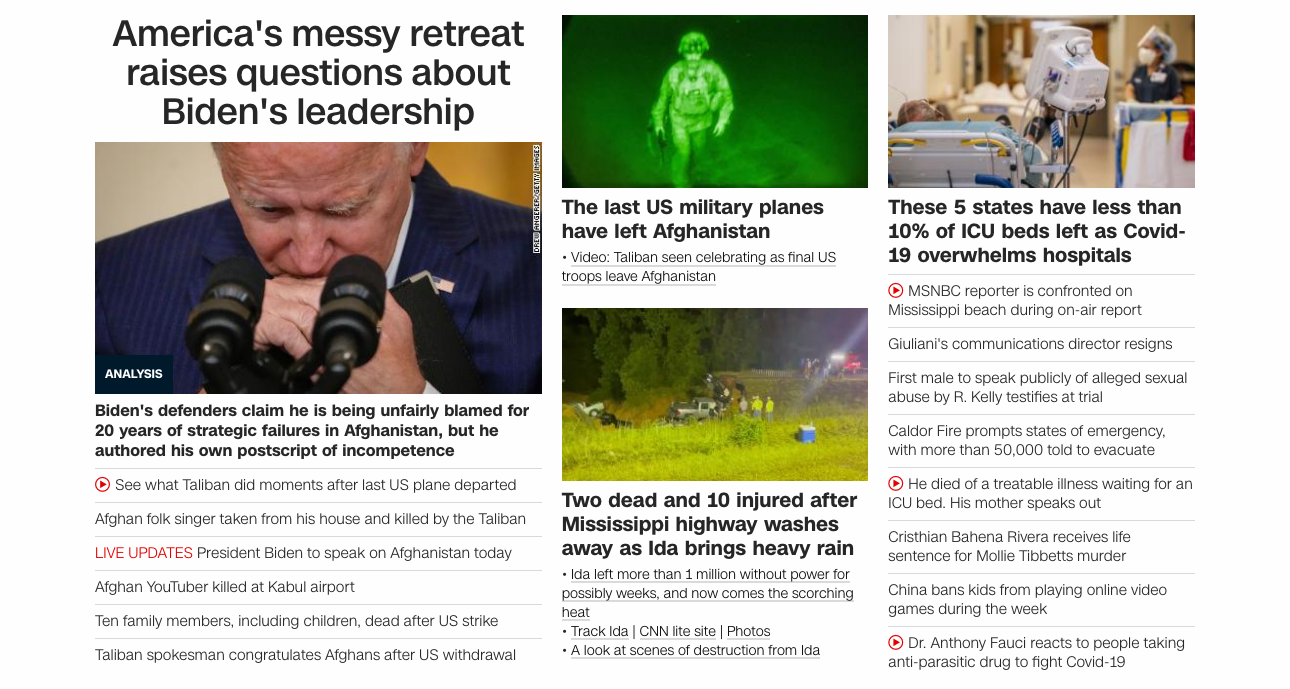 America's messy retreat
raises questions about
Biden's leadership
DREW ANGERER/GETTY IMAGES
ANALYSIS
Biden's defenders claim he is being unfairly blamed for
20 years of strategic failures in Afghanistan, but he
authored his own postscript of incompetence
See what Taliban did moments after last US plane departed
Afghan folk singer taken from his house and killed by the Taliban
LIVE UPDATES President Biden to speak on Afghanistan today
Afghan YouTuber killed at Kabul airport
Ten family members, including children, dead after US strike
Taliban spokesman congratulates Afghans after US withdrawal
The last US military planes
have left Afghanistan
• Video: Taliban seen celebrating as final US
troops leave Afghanistan
Two dead and 10 injured after
Mississippi highway washes
away as Ida brings heavy rain
• Ida left more than 1 million without power for
possibly weeks, and now comes the scorching
heat
• Track Ida | CNN lite site | Photos
• A look at scenes of destruction from Ida
These 5 states have less than
10% of ICU beds left as Covid-
19 overwhelms hospitals
MSNBC reporter is confronted on
Mississippi beach during on-air report
Giuliani's communications director resigns
First male to speak publicly of alleged sexual
abuse by R. Kelly testifies at trial
Caldor Fire prompts states of emergency,
with more than 50,000 told to evacuate
He died of a treatable illness waiting for an
ICU bed. His mother speaks out
Cristhian Bahena Rivera receives life
sentence for Mollie Tibbetts murder
China bans kids from playing online video
games during the week
Dr. Anthony Fauci reacts to people taking
anti-parasitic drug to fight Covid-19